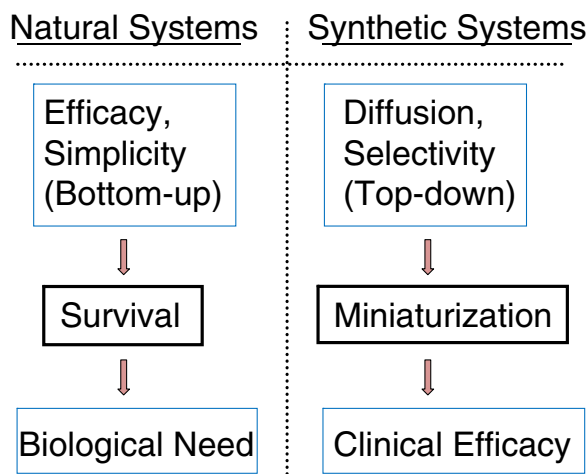 Natural Systems
Synthetic Systems
Efficacy,
Simplicity
(Bottom-up)
Diffusion,
Selectivity
(Top-down)
Survival
Miniaturization
Biological Need
Clinical Efficacy